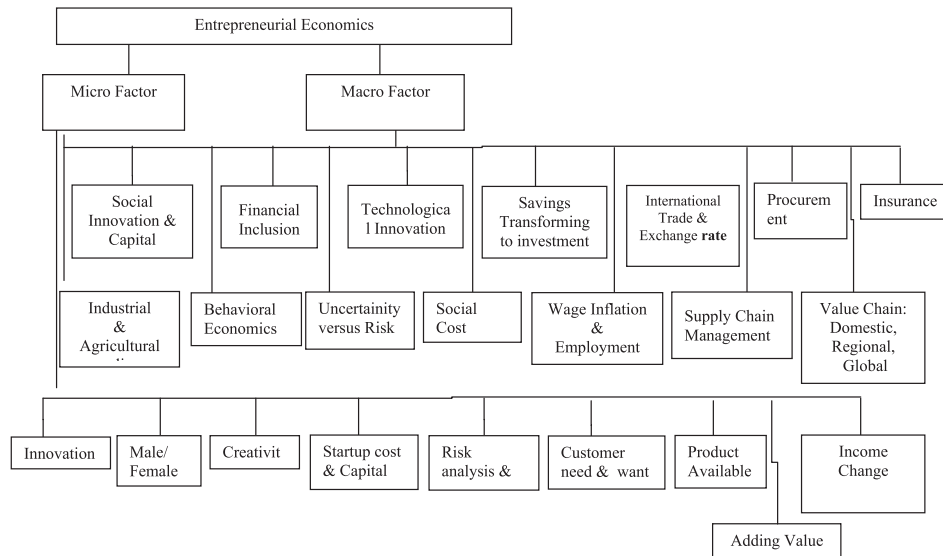 Entrepreneurial Economics
Micro Factor
Macro Factor
Social
Innovation &
Capital
Financial
Inclusion
Technologica
l Innovation
Savings
Transforming
to investment
International
Trade &
Exchange rate
Procurem
ent
Insurance
Industrial
&
Agricultural
Behavioral
Economics
Uncertainity
versus Risk
Social
Cost
Wage Inflation
&
Employment
Supply Chain
Management
Value Chain:
Domestic,
Regional,
Global
Innovation
Male/
Female
Creativit
Startup cost
& Capital
Risk
analysis &
Customer
need & want
Product
Available
Income
Change
Adding Value